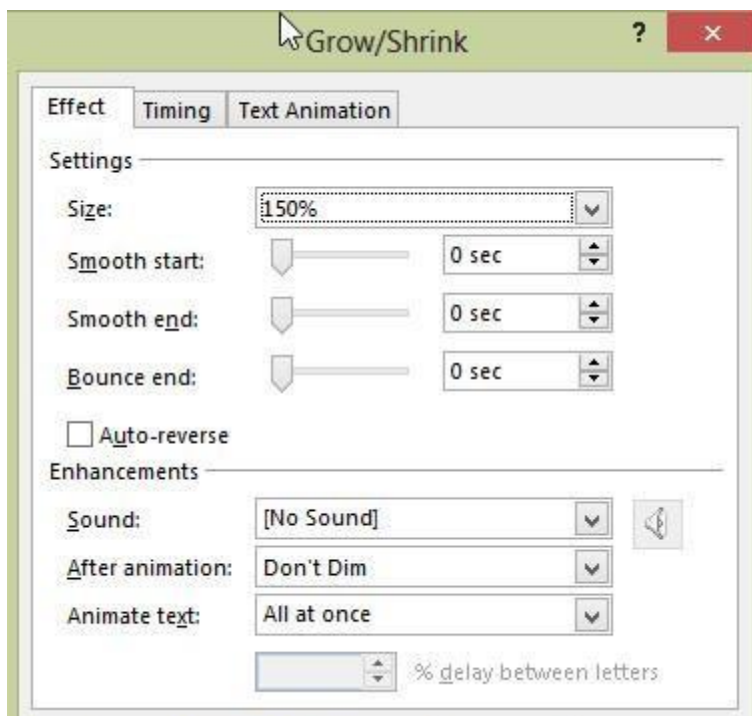 Grow/Shrink ? ×
Effect Timing Text Animation
Settings
Size: 150%
Smooth start: 0 sec
Smooth end: 0 sec
Bounce end: 0 sec
Auto-reverse
Enhancements
Sound: [No Sound]
After animation: Don't Dim
Animate text: All at once
% delay between letters